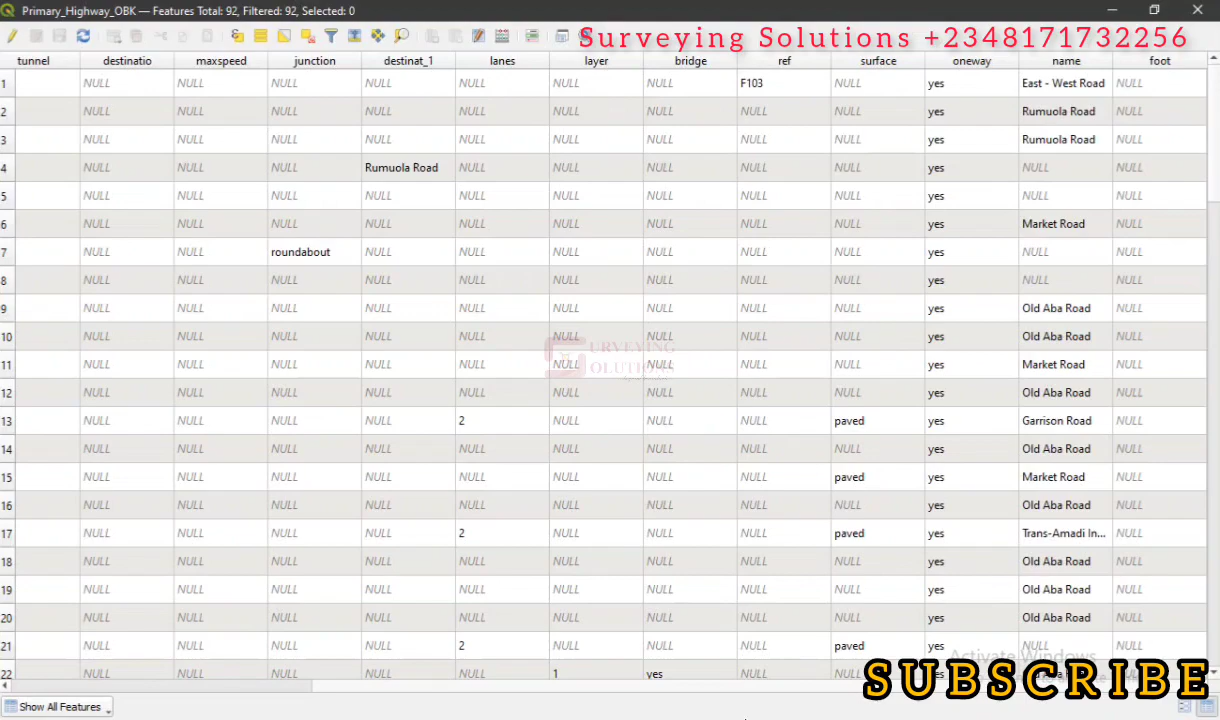 Primary_Highway_OBK — Features Total: 92, Filtered: 92, Selected: 0
Surveying Solutions +2348171732256
tunnel destinatio maxspeed junction destinat_1 lanes layer bridge ref surface oneway name foot
1 NULL NULL NULL NULL NULL NULL NULL F103 NULL yes East - West Road NULL
2 NULL NULL NULL NULL NULL NULL NULL NULL NULL yes Rumuola Road NULL
3 NULL NULL NULL NULL NULL NULL NULL NULL NULL yes Rumuola Road NULL
4 NULL NULL NULL Rumuola Road NULL NULL NULL NULL NULL yes NULL NULL
5 NULL NULL NULL NULL NULL NULL NULL NULL NULL yes NULL NULL
6 NULL NULL NULL NULL NULL NULL NULL NULL NULL yes Market Road NULL
7 NULL NULL roundabout NULL NULL NULL NULL NULL NULL yes NULL NULL
8 NULL NULL NULL NULL NULL NULL NULL NULL NULL yes NULL NULL
9 NULL NULL NULL NULL NULL NULL NULL NULL NULL yes Old Aba Road NULL
10 NULL NULL NULL NULL NULL NULL NULL NULL NULL yes Old Aba Road NULL
URVEYING
11 NULL NULL NULL NULL NULL NULL NULL NULL NULL yes Market Road NULL
OLUTIONS
12 NULL NULL NULL NULL NULL NULL NULL NULL NULL yes Old Aba Road NULL
13 NULL NULL NULL NULL 2 NULL NULL NULL paved yes Garrison Road NULL
14 NULL NULL NULL NULL NULL NULL NULL NULL NULL yes Old Aba Road NULL
15 NULL NULL NULL NULL NULL NULL NULL NULL paved yes Market Road NULL
16 NULL NULL NULL NULL NULL NULL NULL NULL NULL yes Old Aba Road NULL
17 NULL NULL NULL NULL 2 NULL NULL NULL paved yes Trans-Amadi In... NULL
18 NULL NULL NULL NULL NULL NULL NULL NULL NULL yes Old Aba Road NULL
19 NULL NULL NULL NULL NULL NULL NULL NULL NULL yes Old Aba Road NULL
20 NULL NULL NULL NULL NULL NULL NULL NULL NULL yes Old Aba Road NULL
21 NULL NULL NULL NULL 2 NULL NULL NULL paved yes NULL NULL
Activate Windows
22 NULL NULL NULL NULL NULL 1 yes NULL
SUBSCRIBE
Show All Features